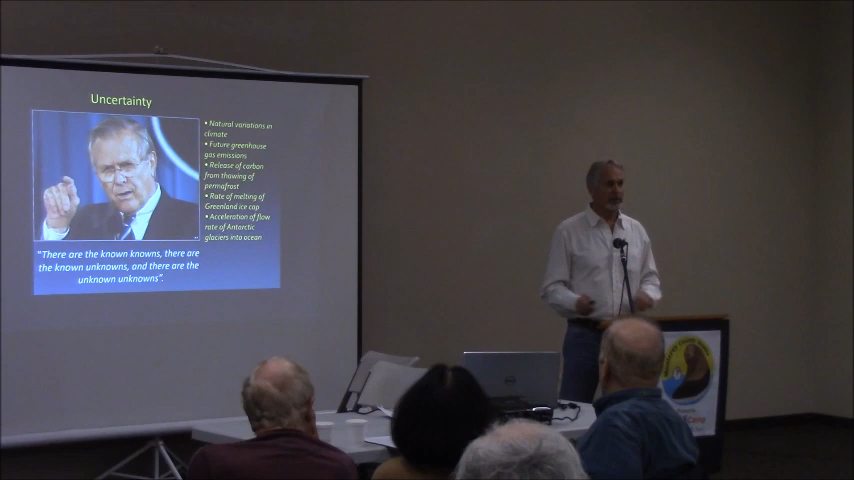 Uncertainty
• Natural variations in
climate
• Future greenhouse
gas emissions
• Release of carbon
from thawing of
permafrost
• Rate of melting of
Greenland ice cap
• Acceleration of flow
rate of Antarctic
glaciers into ocean
"There are the known knowns, there are
the known unknowns, and there are the
unknown unknowns".
DELL